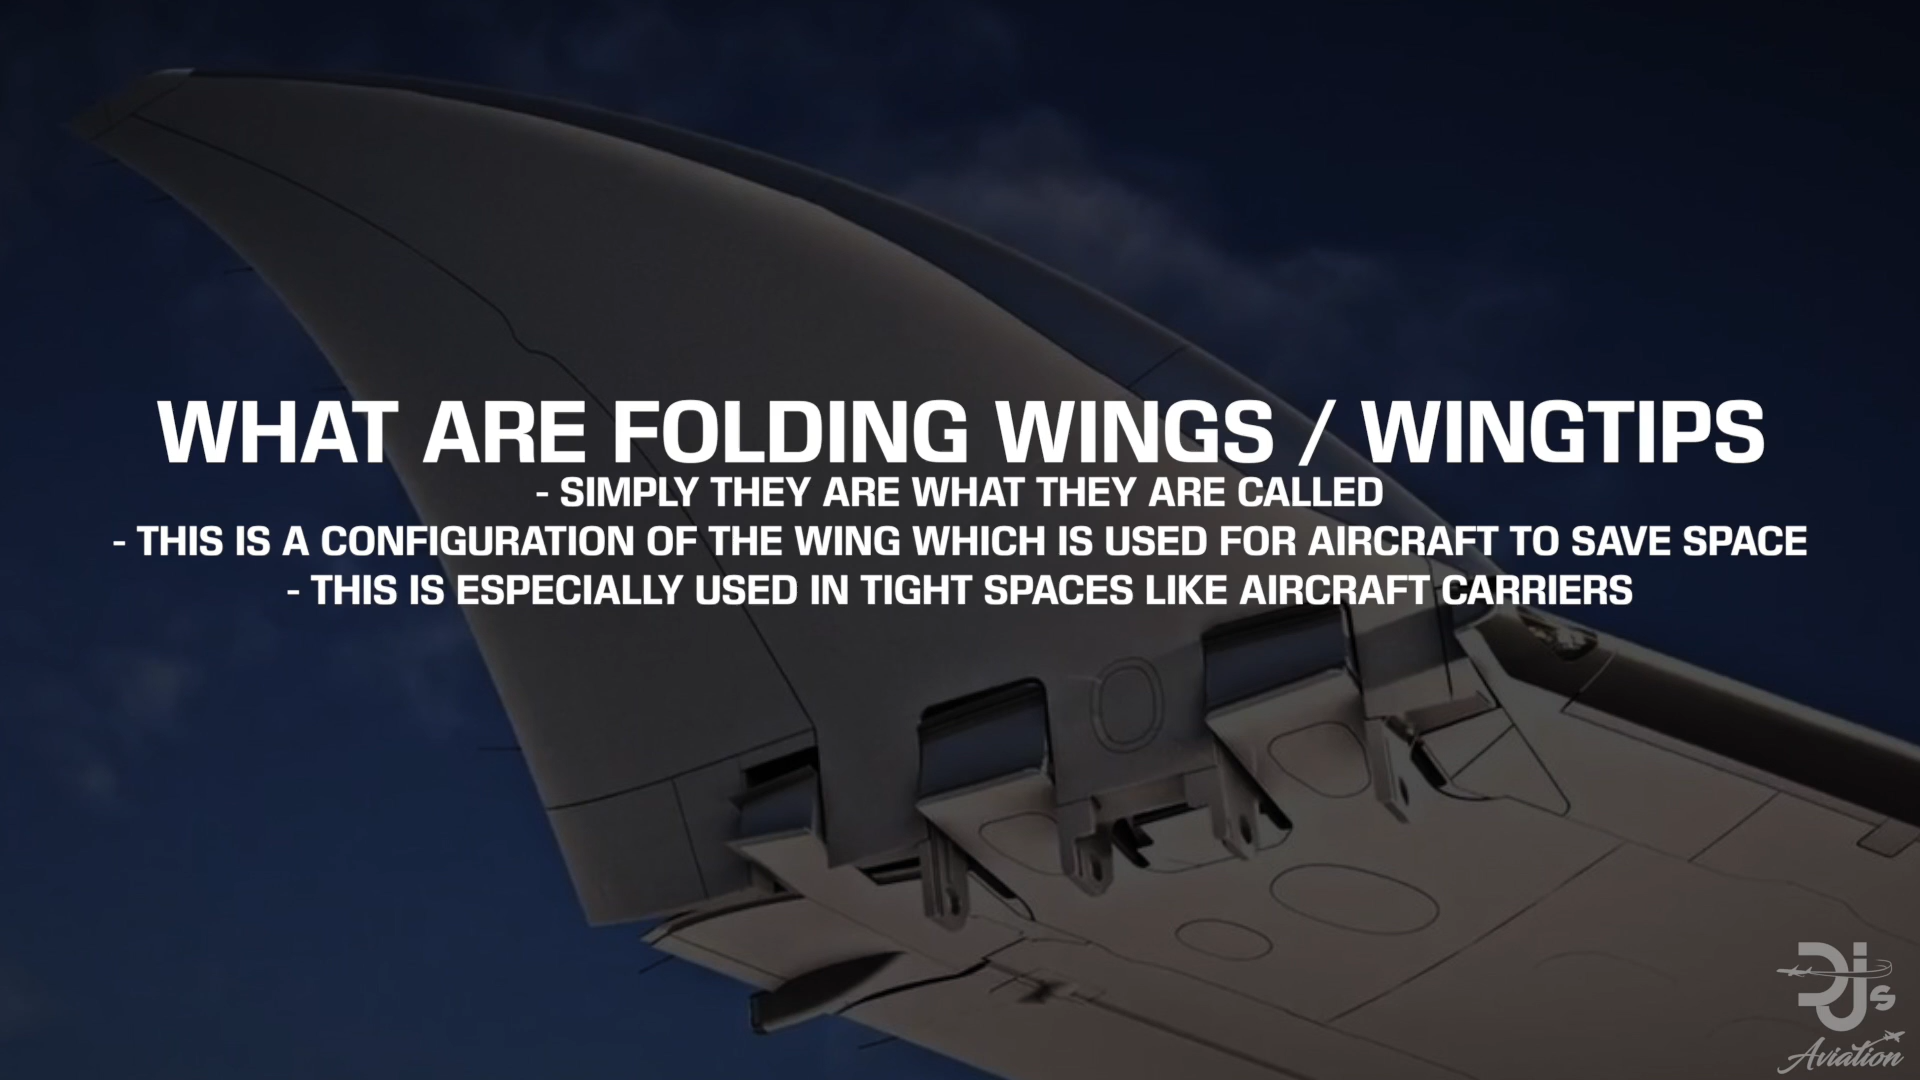 WHAT ARE FOLDING WINGS / WINGTIPS
- SIMPLY THEY ARE WHAT THEY ARE CALLED
- THIS IS A CONFIGURATION OF THE WING WHICH IS USED FOR AIRCRAFT TO SAVE SPACE
- THIS IS ESPECIALLY USED IN TIGHT SPACES LIKE AIRCRAFT CARRIERS
DJs
Aviation